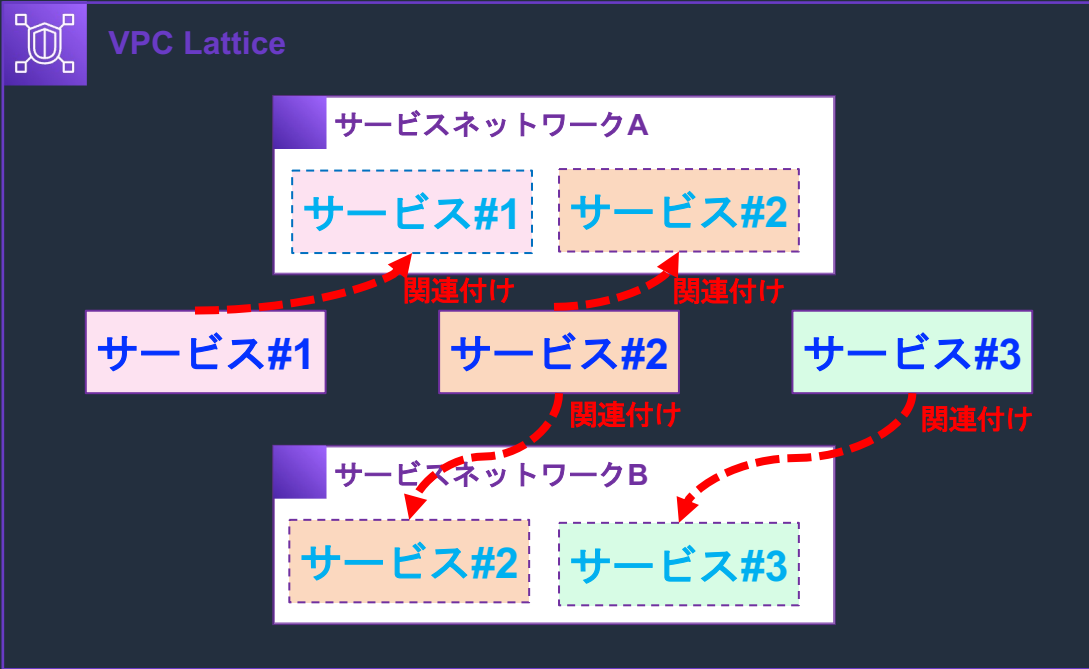 VPC Lattice
サービスネットワークA
サービス#1
サービス#2
関連付け
関連付け
サービス#1
サービス#2
サービス#3
関連付け
関連付け
サービスネットワークB
サービス#2
サービス#3